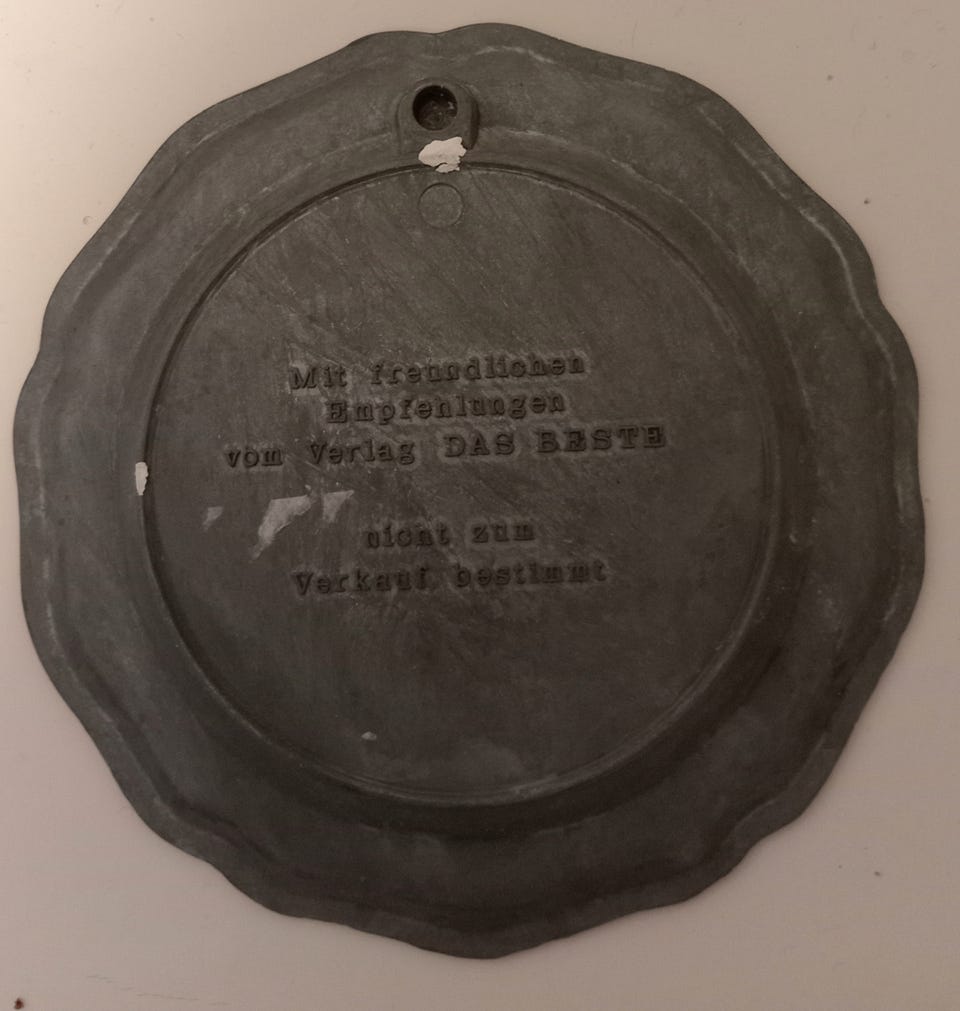 Mit freundlichen
Empfehlungen
vom Verlag DAS BESTE
nicht zum
Verkauf bestimmt